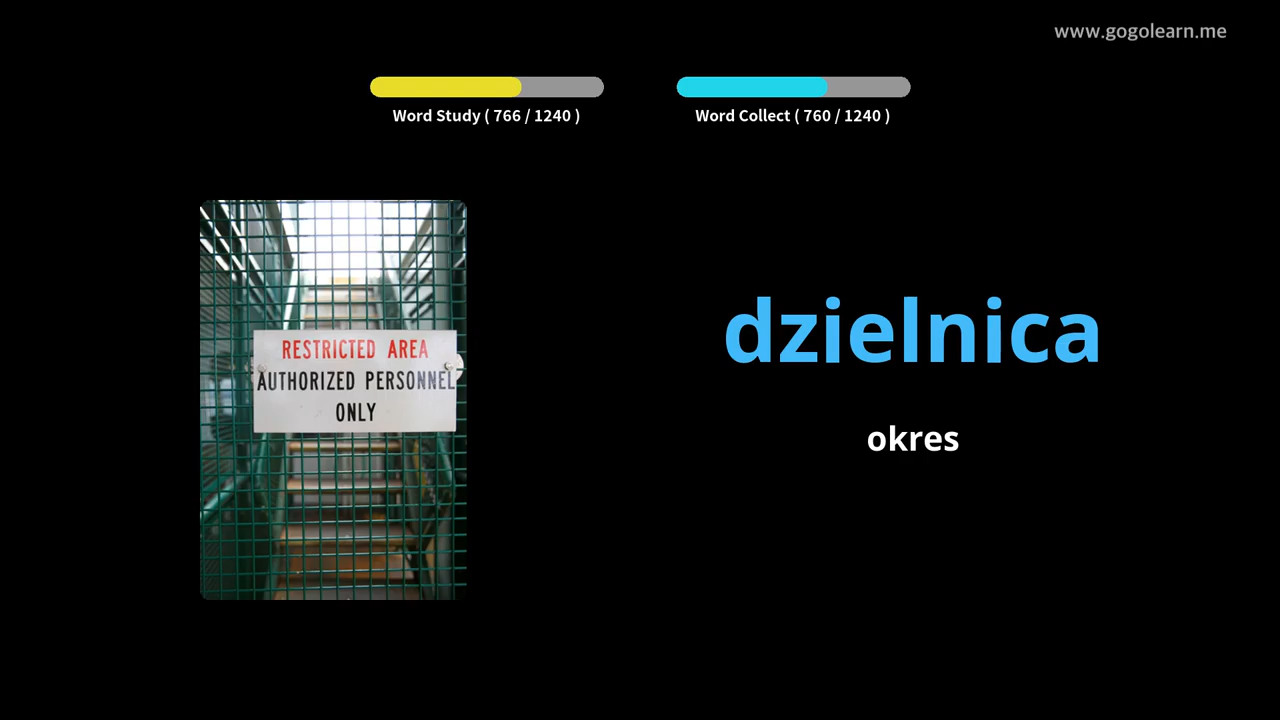 www.gogolearn.me
Word Study ( 766 / 1240 )
Word Collect ( 760 / 1240 )
RESTRICTED AREA
AUTHORIZED PERSONNEL
ONLY
dzielnica
okres